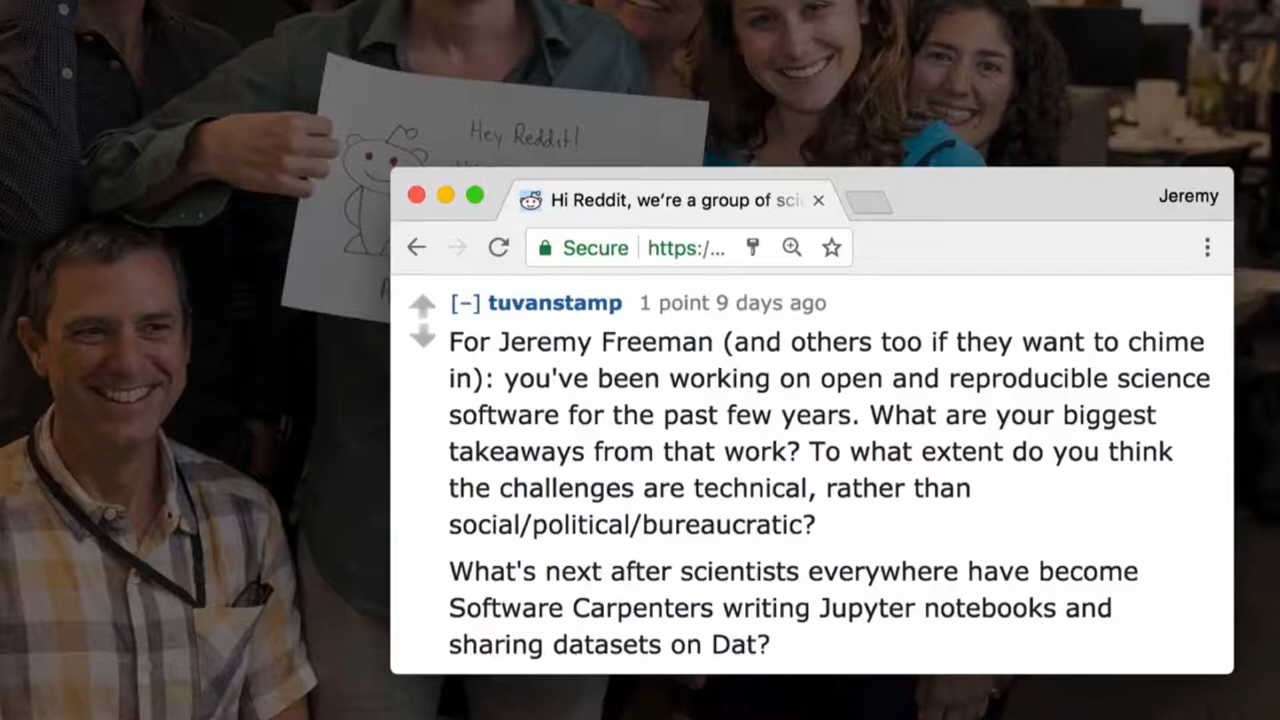 Hey Reddit!
Hi Reddit, we're a group of sci
Jeremy
Secure
https:/...
[–] tuvanstamp 1 point 9 days ago
For Jeremy Freeman (and others too if they want to chime
in): you've been working on open and reproducible science
software for the past few years. What are your biggest
takeaways from that work? To what extent do you think
the challenges are technical, rather than
social/political/bureaucratic?
What's next after scientists everywhere have become
Software Carpenters writing Jupyter notebooks and
sharing datasets on Dat?